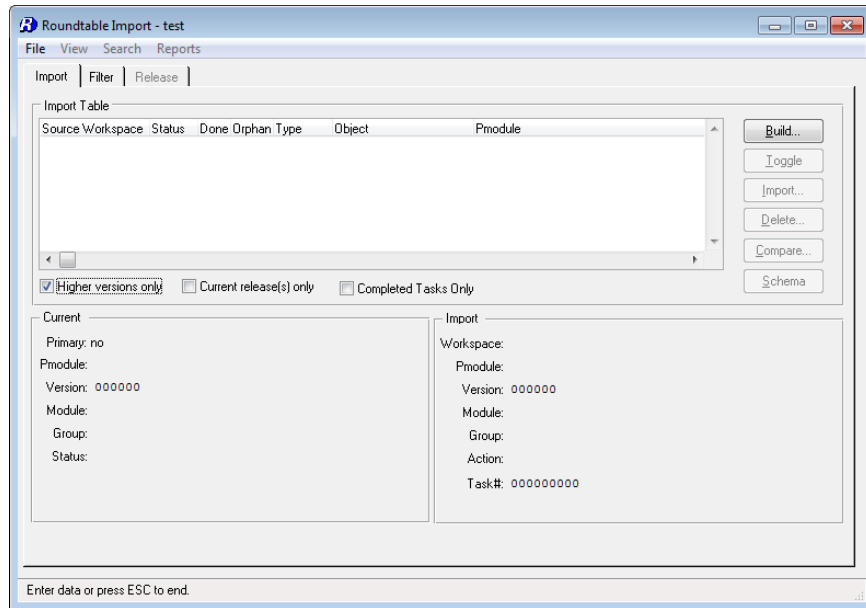 Roundtable Import - test
File View Search Reports
Import Filter Release
Import Table
Source Workspace Status Done Orphan Type Object Pmodule
Build...
Toggle
Import...
Delete...
Compare...
Schema
Higher versions only Current release(s) only Completed Tasks Only
Current
Primary: no
Pmodule:
Version: 000000
Module:
Group:
Status:
Import
Workspace:
Pmodule:
Version: 000000
Module:
Group:
Action:
Task#: 000000000
Enter data or press ESC to end.